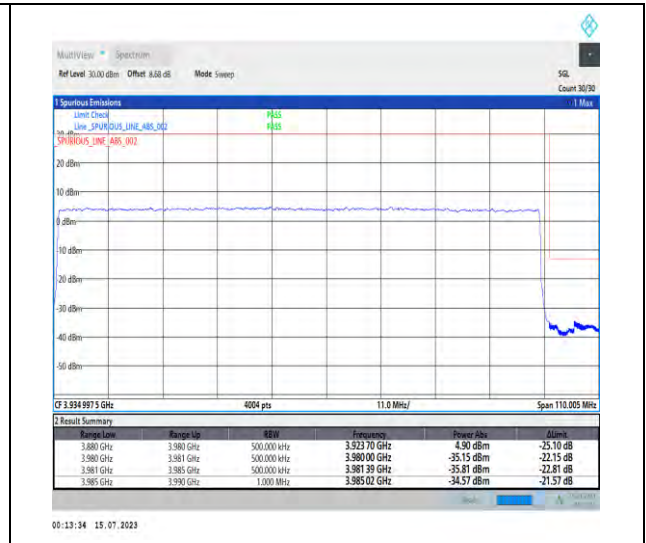 MultiView Spectrum
Ref Level 30.00 dBm Offset 8.68 dB Mode Sweep SGL
Count 30/30
1 Spurious Emissions 1 Max
Limit Check PASS
Line _SPURIOUS_LINE_ABS_002 PASS
_SPURIOUS_LINE_ABS_002
20 dBm
10 dBm
0 dBm
-10 dBm
-20 dBm
-30 dBm
-40 dBm
-50 dBm
CF 3.934 997 5 GHz 4004 pts 11.0 MHz/ Span 110.005 MHz
2 Result Summary
Range Low Range Up RBW Frequency Power Abs ΔLimit
3.880 GHz 3.980 GHz 500.000 kHz 3.923 70 GHz 4.90 dBm -25.10 dB
3.980 GHz 3.981 GHz 500.000 kHz 3.980 00 GHz -35.15 dBm -22.15 dB
3.981 GHz 3.985 GHz 500.000 kHz 3.981 39 GHz -35.81 dBm -22.81 dB
3.985 GHz 3.990 GHz 1.000 MHz 3.985 02 GHz -34.57 dBm -21.57 dB
00:13:34 15.07.2023